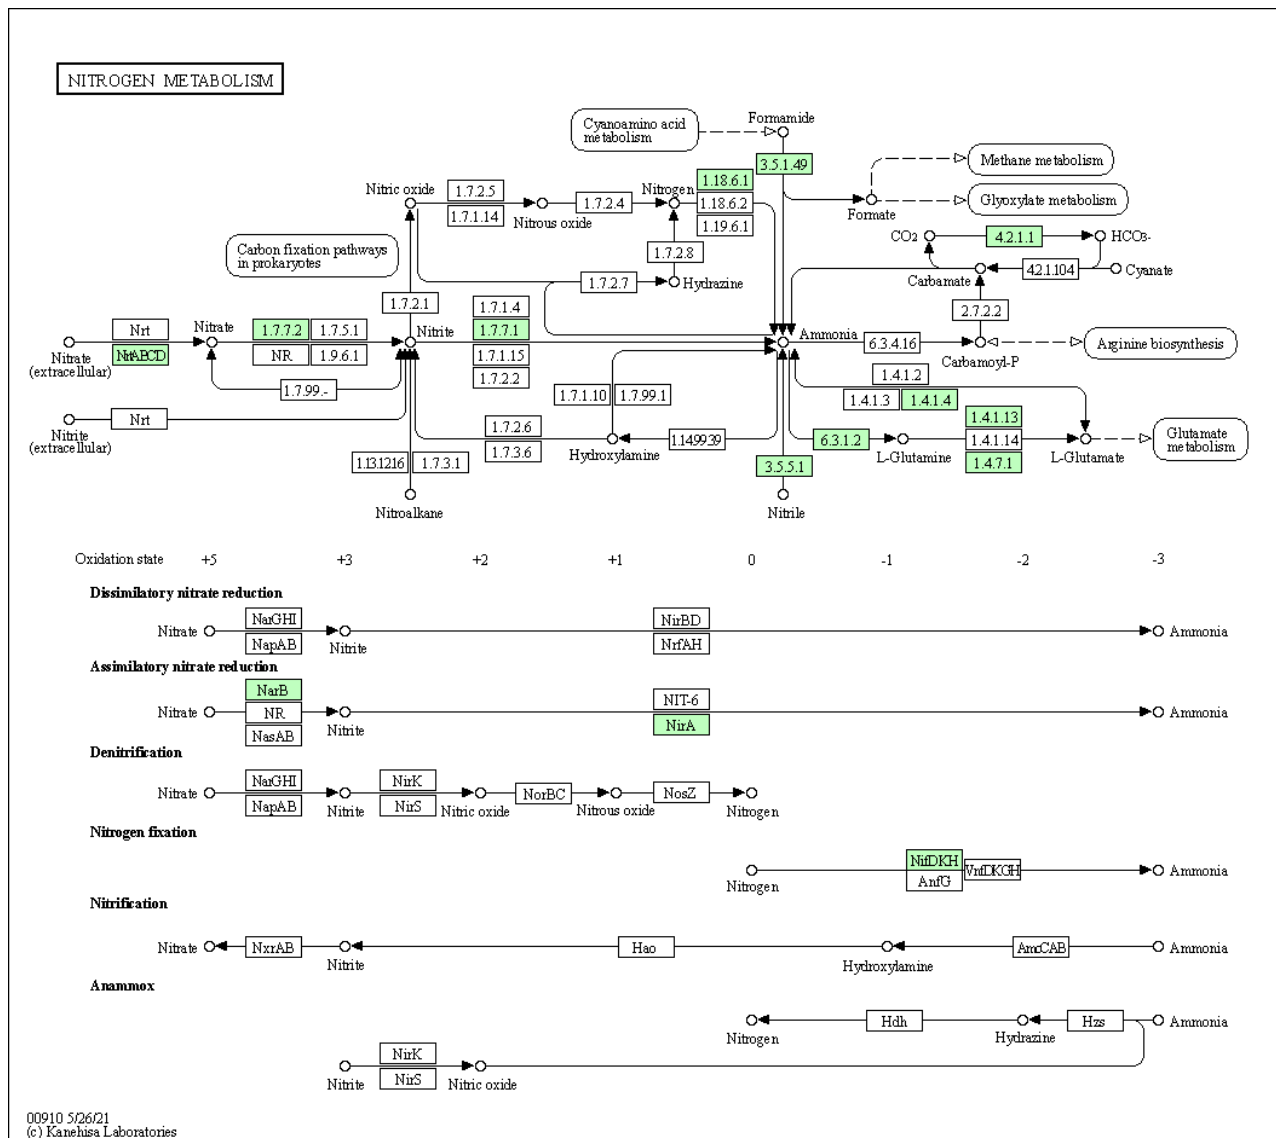 NITROGEN METABOLISM
Cyanoamino acid
metabolism
Formamide
3.5.1.49
Methane metabolism
Glyoxylate metabolism
Formate
Nitric oxide
1.7.2.5
1.7.1.14
Nitrous oxide
1.7.2.4
Nitrogen
1.18.6.1
1.18.6.2
1.19.6.1
Carbon fixation pathways
in prokaryotes
1.7.2.8
1.7.2.7
Hydrazine
CO2
4.2.1.1
HCO3-
Carbamate
4.2.1.104
Cyanate
1.7.2.1
2.7.2.2
Nrt
NrtABCD
Nitrate
(extracellular)
Nitrate
1.7.7.2
1.7.5.1
NR
1.9.6.1
Nitrite
1.7.1.4
1.7.7.1
1.7.1.15
1.7.2.2
Ammonia
6.3.4.16
Carbamoyl-P
Arginine biosynthesis
1.7.99.-
Nrt
Nitrite
(extracellular)
1.7.1.10
1.7.99.1
1.4.1.2
1.4.1.3
1.4.1.4
1.7.2.6
1.7.3.6
Hydroxylamine
1.14.99.39
6.3.1.2
L-Glutamine
1.4.1.13
1.4.1.14
1.4.7.1
L-Glutamate
Glutamate
metabolism
1.13.12.16
1.7.3.1
3.5.5.1
Nitroalkane
Nitrile
Oxidation state +5 +3 +2 +1 0 -1 -2 -3
Dissimilatory nitrate reduction
Nitrate
NarGHI
NapAB
Nitrite
NirBD
NrfAH
Ammonia
Assimilatory nitrate reduction
Nitrate
NarB
NR
NasAB
Nitrite
NIT-6
NirA
Ammonia
Denitrification
Nitrate
NarGHI
NapAB
Nitrite
NirK
NirS
Nitric oxide
NorBC
Nitrous oxide
NosZ
Nitrogen
Nitrogen fixation
Nitrogen
NifDKH
AnfG
VnfDKGH
Ammonia
Nitrification
Nitrate
NxrAB
Nitrite
Hao
Hydroxylamine
AmoCAB
Ammonia
Anammox
Nitrogen
Hdh
Hydrazine
Hzs
Ammonia
Nitrite
NirK
NirS
Nitric oxide
00910 5/26/21
(c) Kanehisa Laboratories